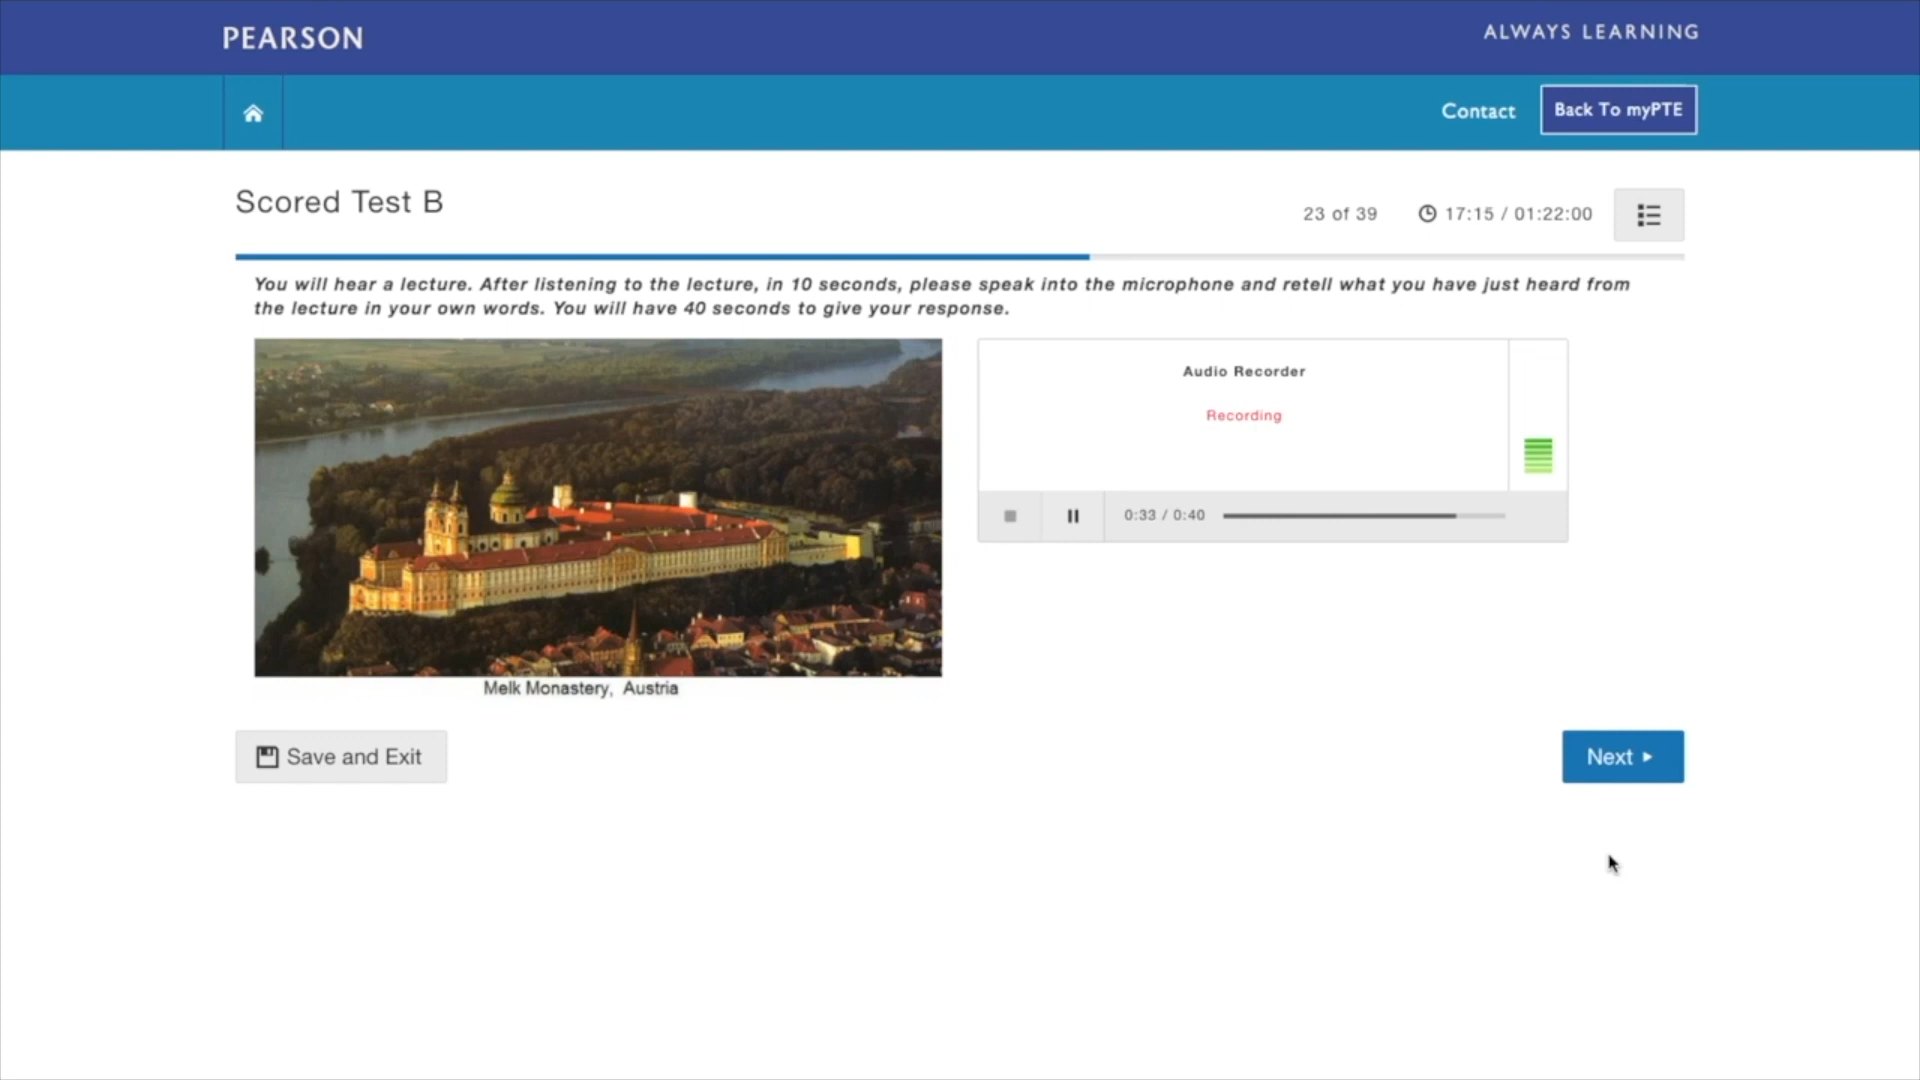 PEARSON
ALWAYS LEARNING
Contact
Back To myPTE
Scored Test B
23 of 39
17:15 / 01:22:00
You will hear a lecture. After listening to the lecture, in 10 seconds, please speak into the microphone and retell what you have just heard from
the lecture in your own words. You will have 40 seconds to give your response.
Audio Recorder
Recording
0:33 / 0:40
Melk Monastery, Austria
Save and Exit
Next